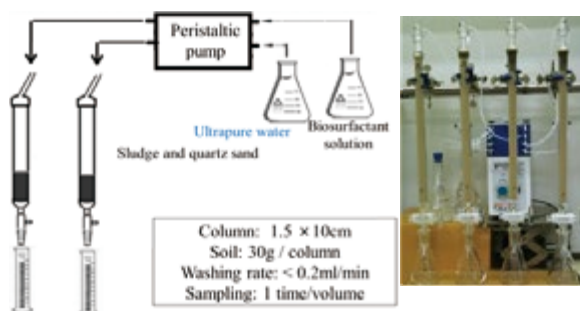 Peristaltic
pump
Ultrapure water
Biosurfactant
solution
Sludge and quartz sand
Column: 1.5 ×10cm
Soil: 30g / column
Washing rate: < 0.2ml/min
Sampling: 1 time/volume